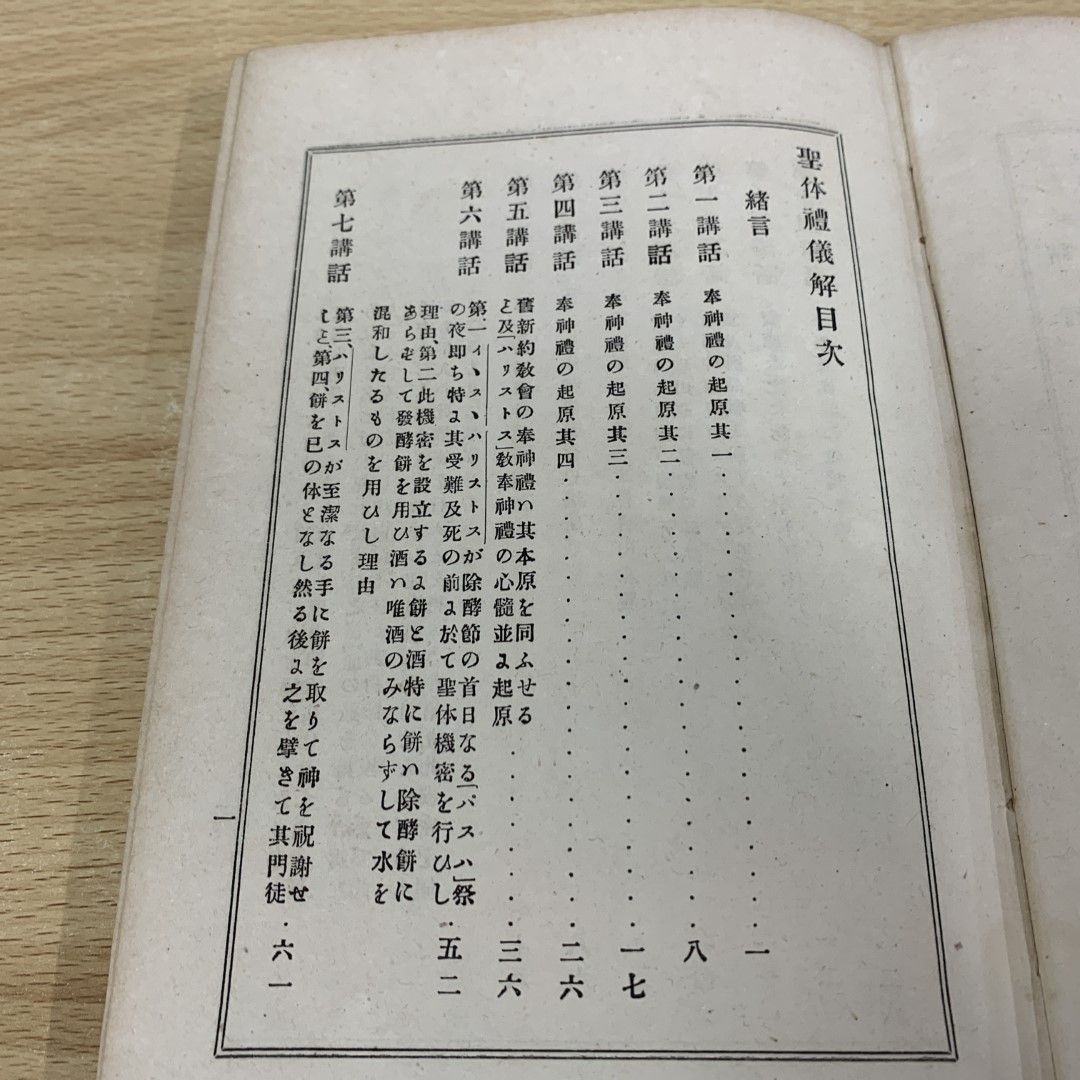 聖体禮儀解目次
緒言
第一講話 奉神禮の起原其一・・・・・・・・・・・一
第二講話 奉神禮の起原其二・・・・・・・・・・・八
第三講話 奉神禮の起原其三・・・・・・・・・・・一七
第四講話 奉神禮の起原其四・・・・・・・・・・・二六
第五講話 舊新約敎會の奉神禮ハ其本原を同ふせる
と及「ハリストス」敎奉神禮の心髓並に起原・・・・・三六
第六講話 第一、イヽスヽハリストスが除酵節の首日なる「パスハ」祭
の夜即ち特に其受難及死の前に於て聖体機密を行ひし・・五二
理由、第二此機密を設立するに餅と酒特に餅ハ除酵餅に
あらずして發酵餅を用ひ酒ハ唯酒のみならずして水を
混和したるものを用ひし理由
第七講話 第三、ハリストスが至潔なる手に餅を取りて神を祝謝せ
しと、第四、餅を已の体となし然る後に之を擘きて其門徒・・六一
一